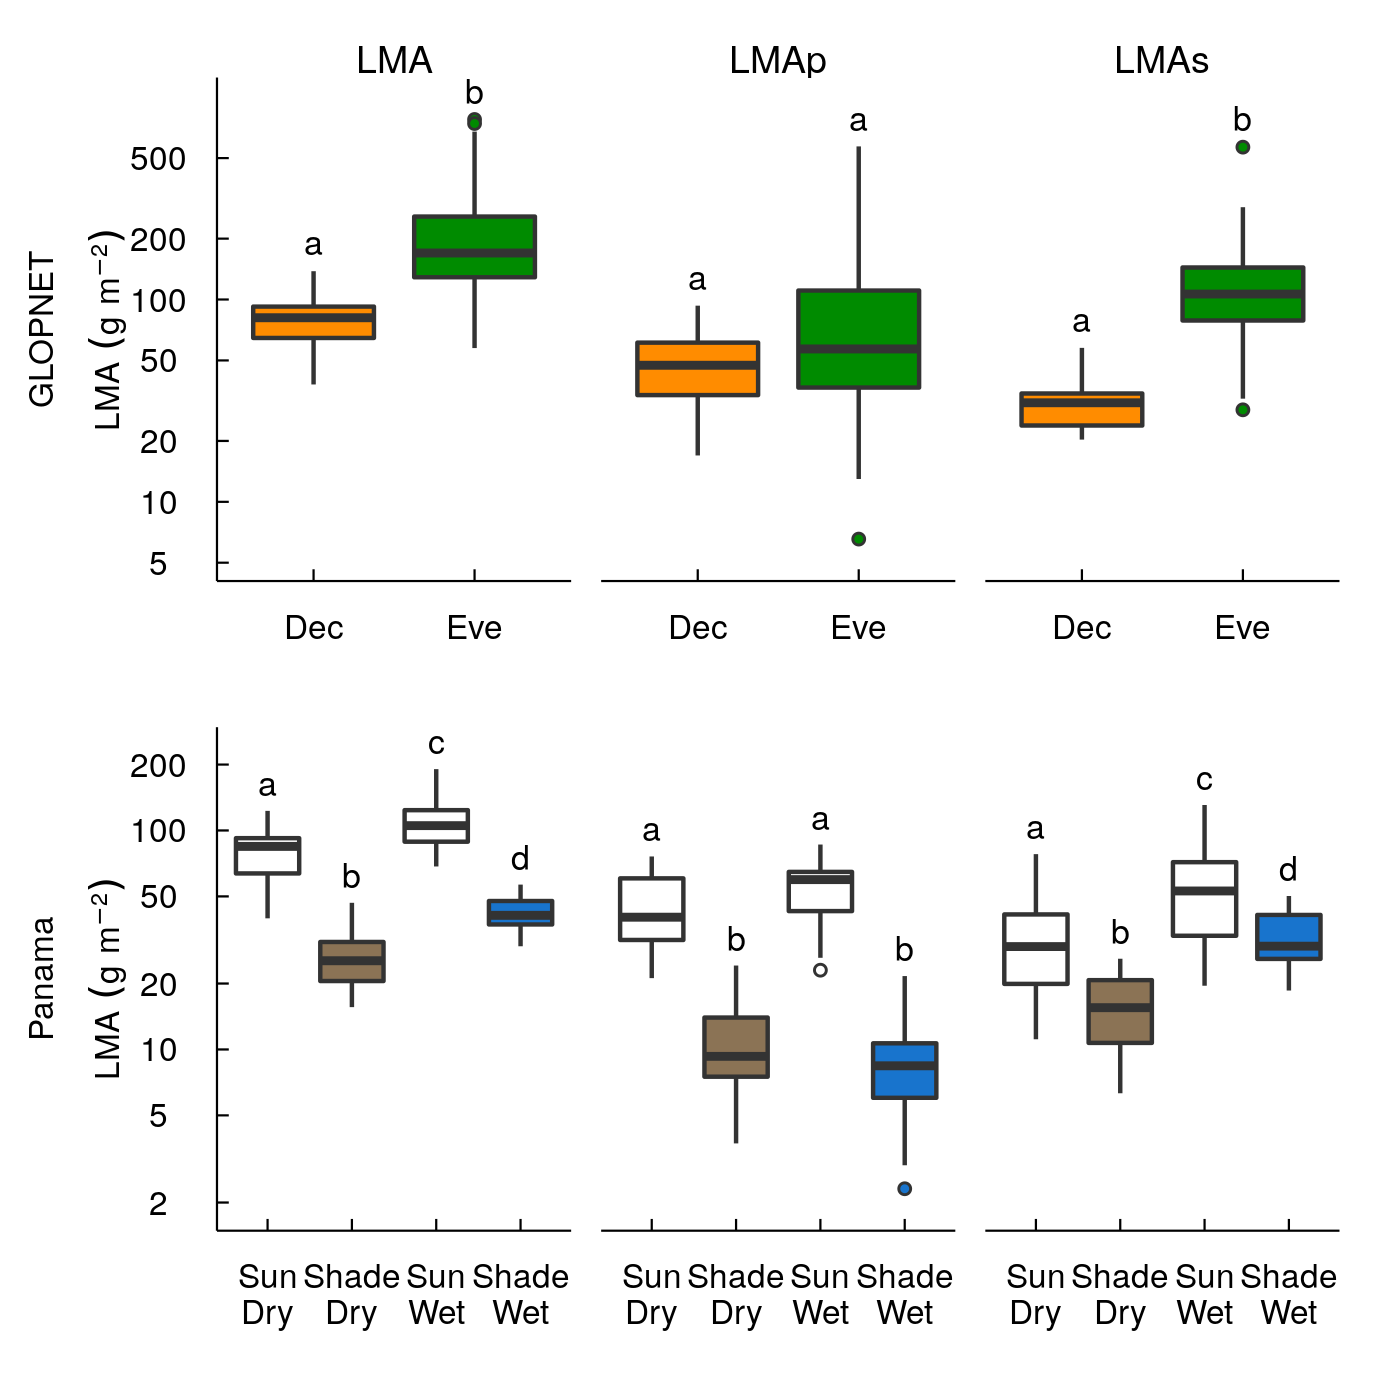 LMA
LMAp
LMAs
GLOPNET
LMA (g m⁻²)
500
200
100
50
20
10
5
a
b
a
a
a
b
Dec
Eve
Dec
Eve
Dec
Eve
Panama
LMA (g m⁻²)
200
100
50
20
10
5
2
a
b
c
d
a
b
a
b
a
b
c
d
Sun Dry
Shade Dry
Sun Wet
Shade Wet
Sun Dry
Shade Dry
Sun Wet
Shade Wet
Sun Dry
Shade Dry
Sun Wet
Shade Wet